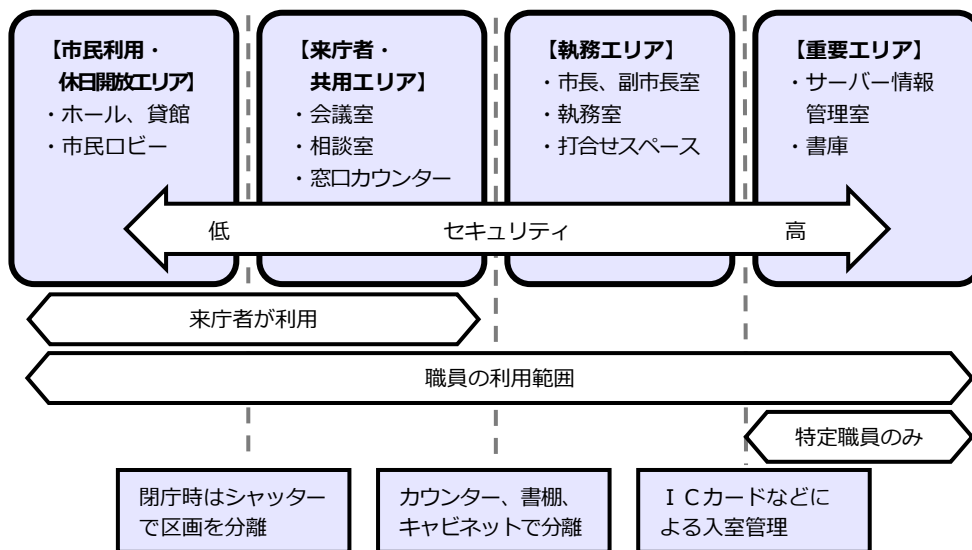 【市民利用・
休日開放エリア】
・ホール、貸館
・市民ロビー
【来庁者・
共用エリア】
・会議室
・相談室
・窓口カウンター
【執務エリア】
・市長、副市長室
・執務室
・打合せスペース
【重要エリア】
・サーバー情報
管理室
・書庫
低
セキュリティ
高
来庁者が利用
職員の利用範囲
特定職員のみ
閉庁時はシャッター
で区画を分離
カウンター、書棚、
キャビネットで分離
ＩＣカードなどに
よる入室管理